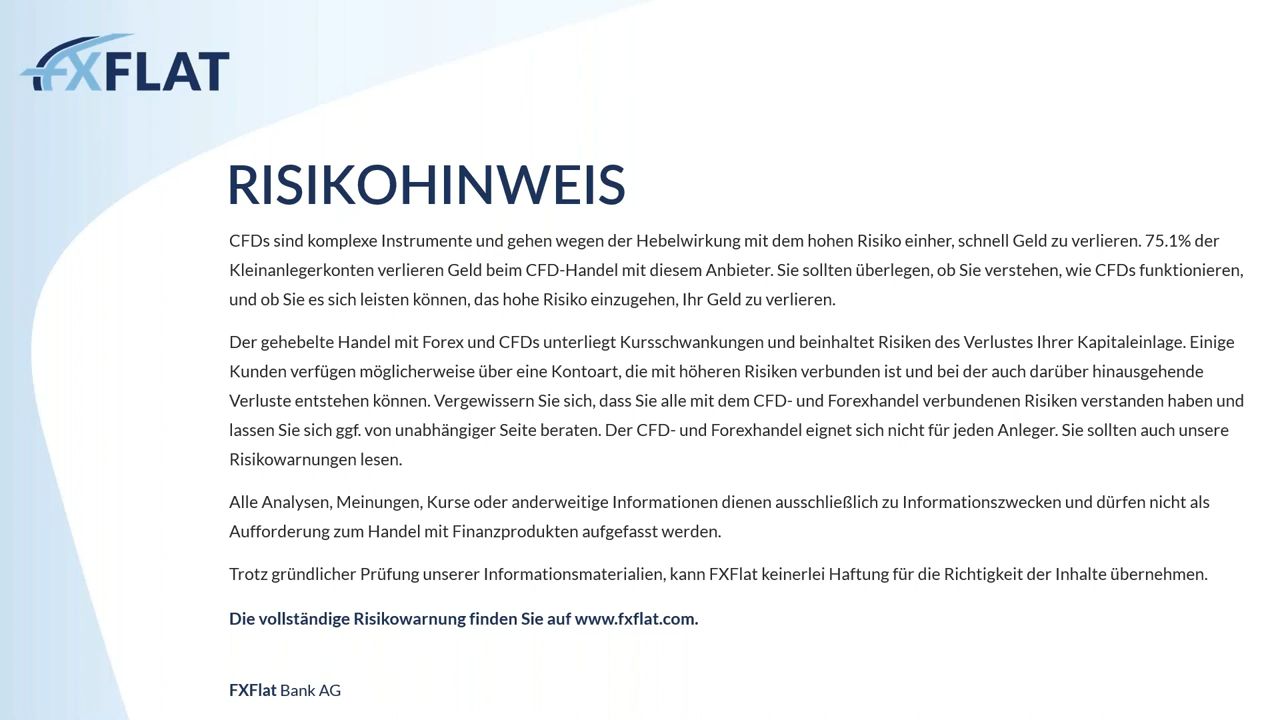 FXFLAT
RISIKOHINWEIS
CFDs sind komplexe Instrumente und gehen wegen der Hebelwirkung mit dem hohen Risiko einher, schnell Geld zu verlieren. 75.1% der
Kleinanlegerkonten verlieren Geld beim CFD-Handel mit diesem Anbieter. Sie sollten überlegen, ob Sie verstehen, wie CFDs funktionieren,
und ob Sie es sich leisten können, das hohe Risiko einzugehen, Ihr Geld zu verlieren.
Der gehebelte Handel mit Forex und CFDs unterliegt Kursschwankungen und beinhaltet Risiken des Verlustes Ihrer Kapitaleinlage. Einige
Kunden verfügen möglicherweise über eine Kontoart, die mit höheren Risiken verbunden ist und bei der auch darüber hinausgehende
Verluste entstehen können. Vergewissern Sie sich, dass Sie alle mit dem CFD- und Forexhandel verbundenen Risiken verstanden haben und
lassen Sie sich ggf. von unabhängiger Seite beraten. Der CFD- und Forexhandel eignet sich nicht für jeden Anleger. Sie sollten auch unsere
Risikowarnungen lesen.
Alle Analysen, Meinungen, Kurse oder anderweitige Informationen dienen ausschließlich zu Informationszwecken und dürfen nicht als
Aufforderung zum Handel mit Finanzprodukten aufgefasst werden.
Trotz gründlicher Prüfung unserer Informationsmaterialien, kann FXFlat keinerlei Haftung für die Richtigkeit der Inhalte übernehmen.
Die vollständige Risikowarnung finden Sie auf www.fxflat.com.
FXFlat Bank AG